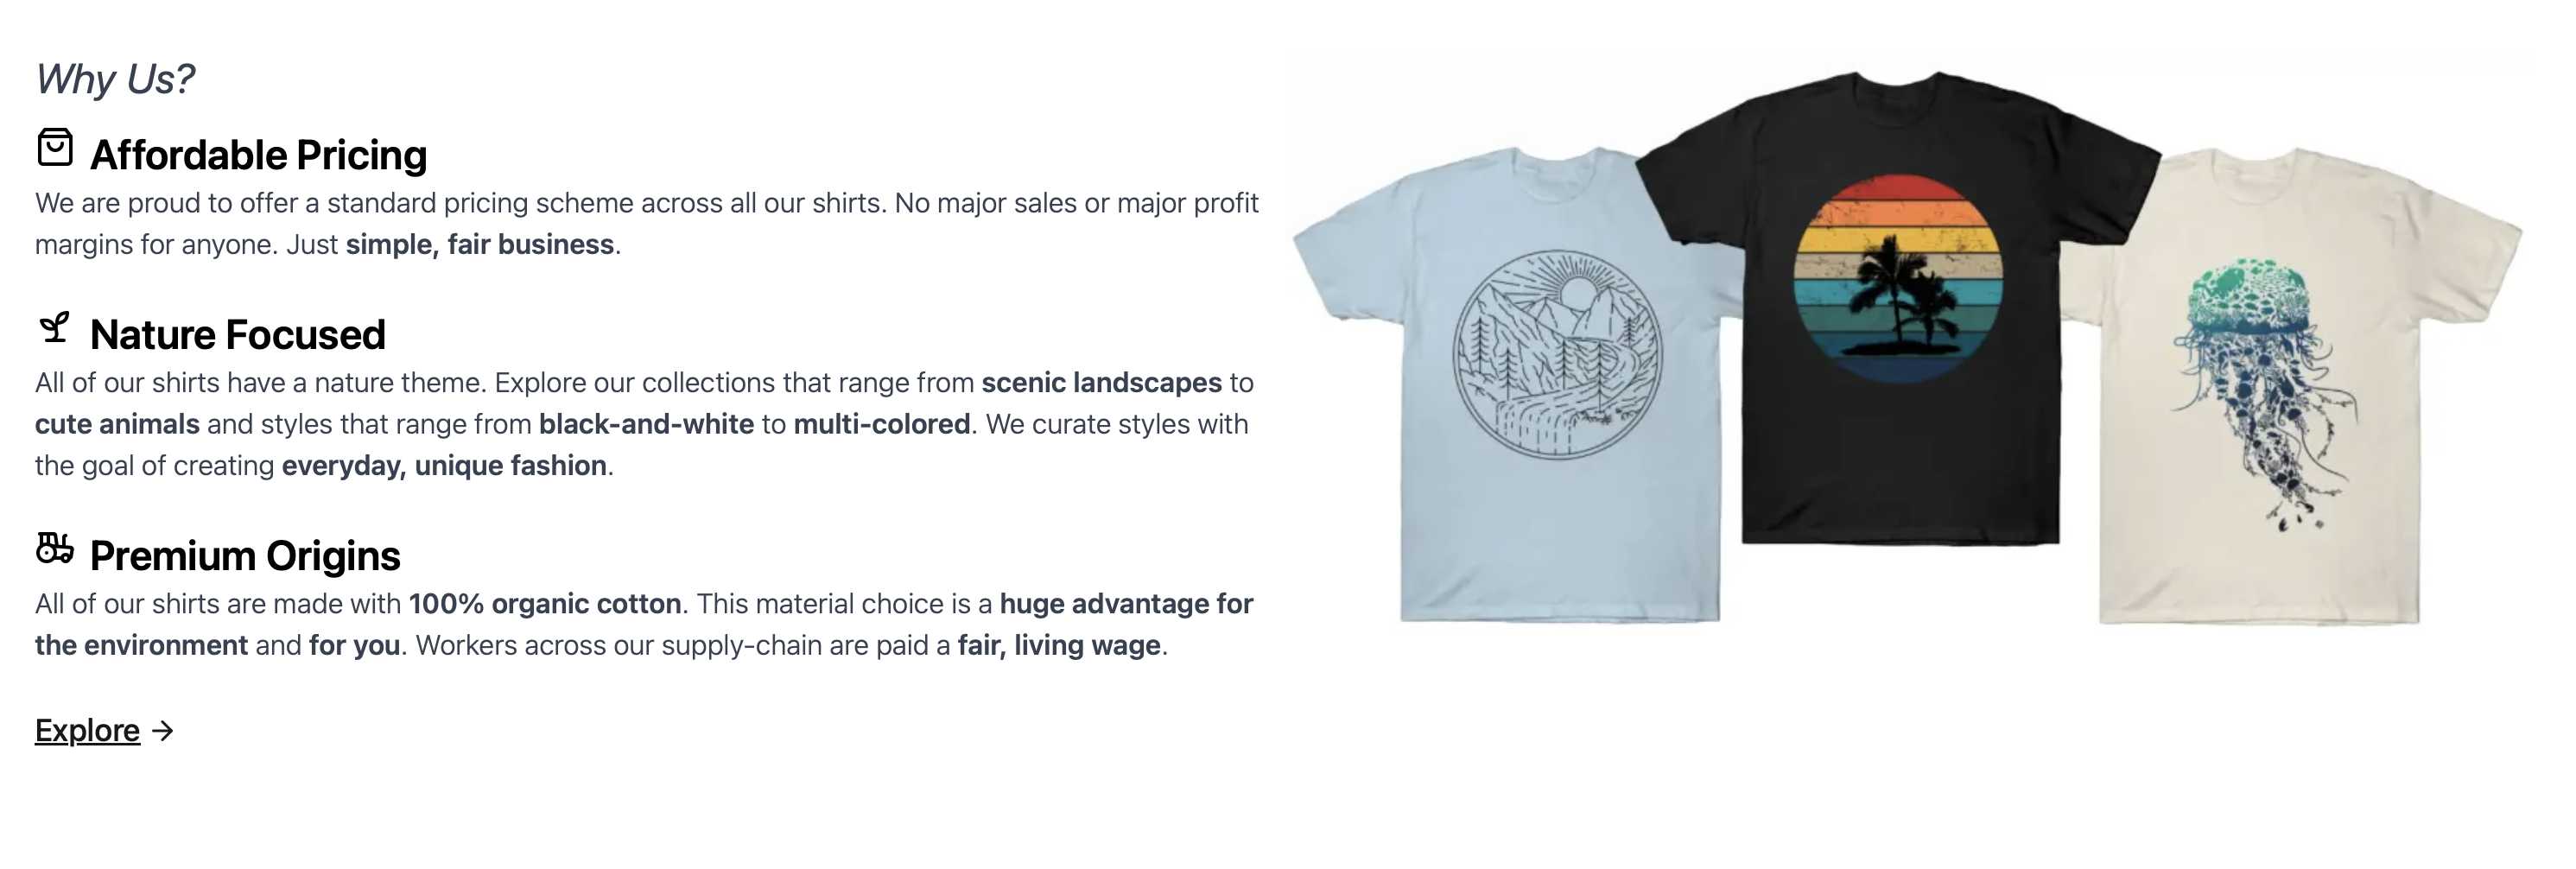 Why Us?
Affordable Pricing
We are proud to offer a standard pricing scheme across all our shirts. No major sales or major profit
margins for anyone. Just simple, fair business.
Nature Focused
All of our shirts have a nature theme. Explore our collections that range from scenic landscapes to
cute animals and styles that range from black-and-white to multi-colored. We curate styles with
the goal of creating everyday, unique fashion.
Premium Origins
All of our shirts are made with 100% organic cotton. This material choice is a huge advantage for
the environment and for you. Workers across our supply-chain are paid a fair, living wage.
Explore →